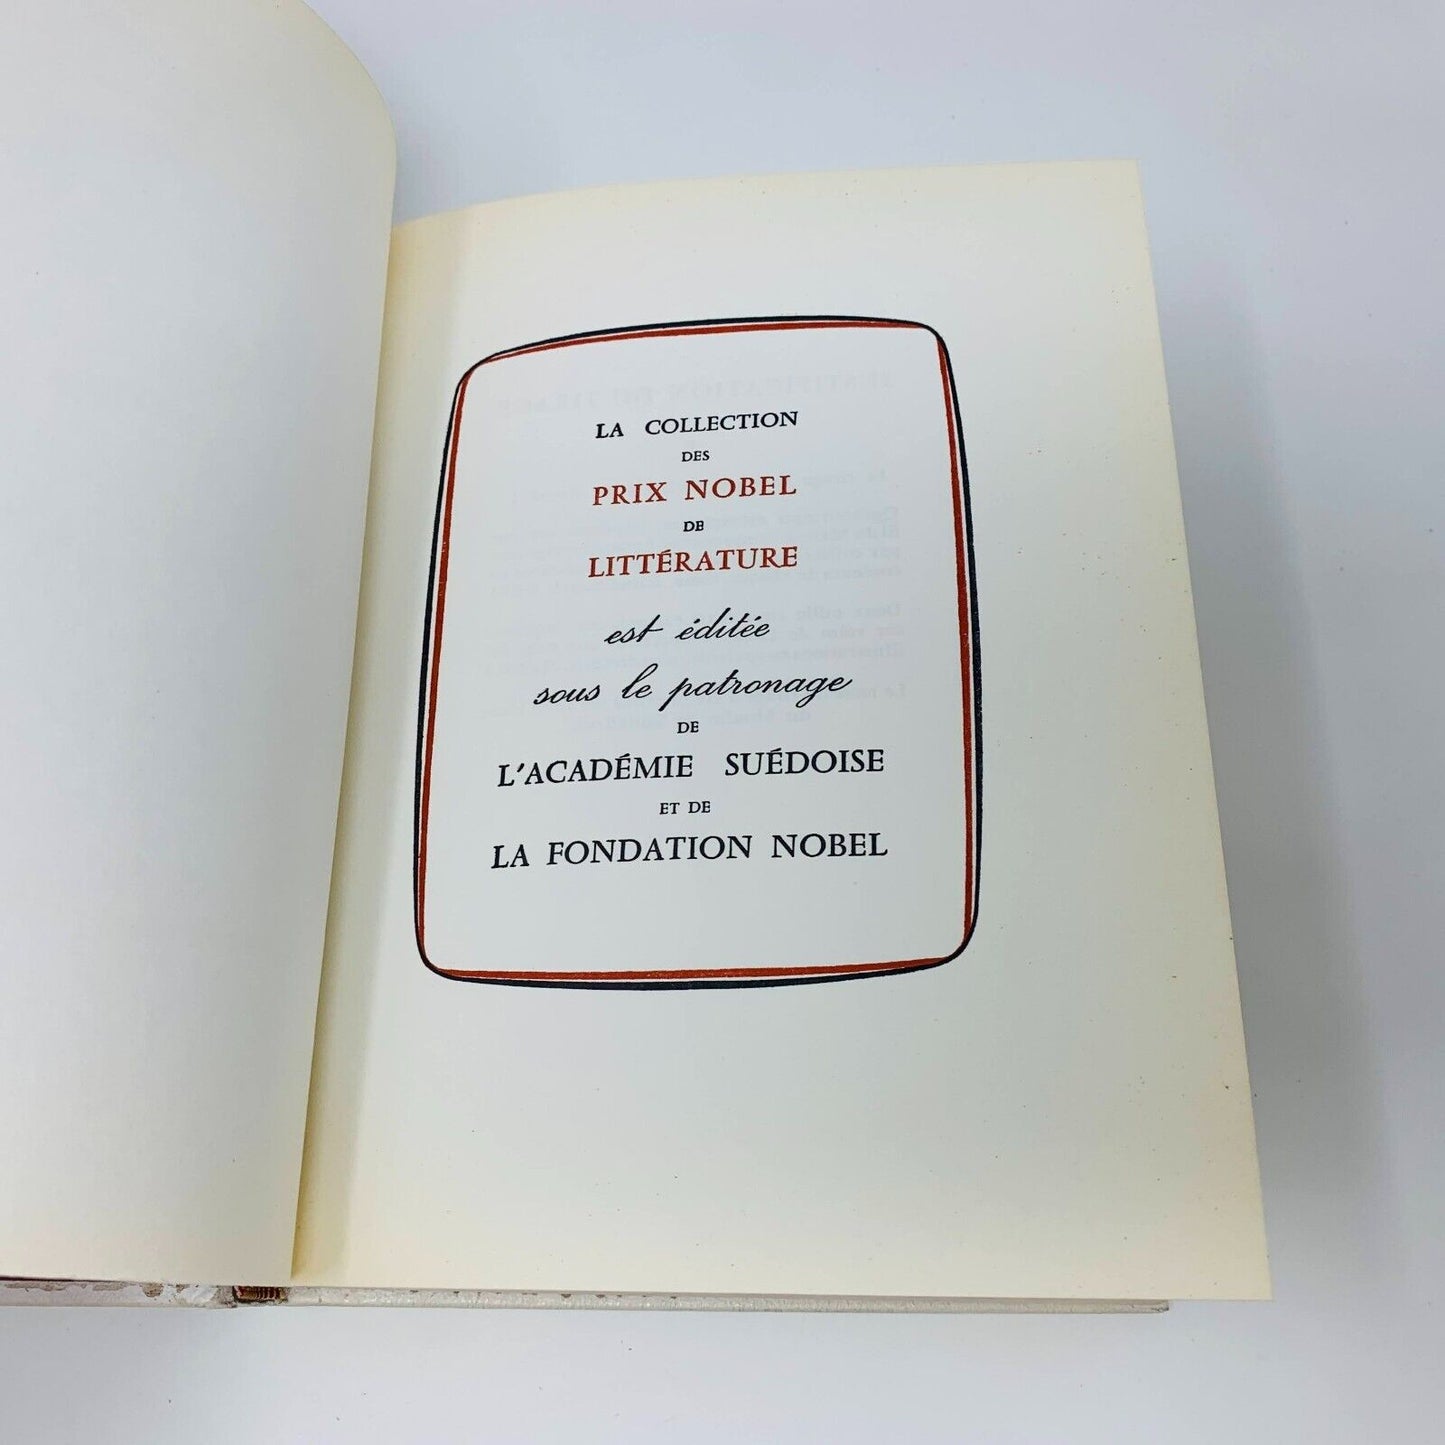 LA COLLECTION
DES
PRIX NOBEL
DE
LITTÉRATURE
est éditée
sous le patronage
DE
L'ACADÉMIE SUÉDOISE
ET DE
LA FONDATION NOBEL